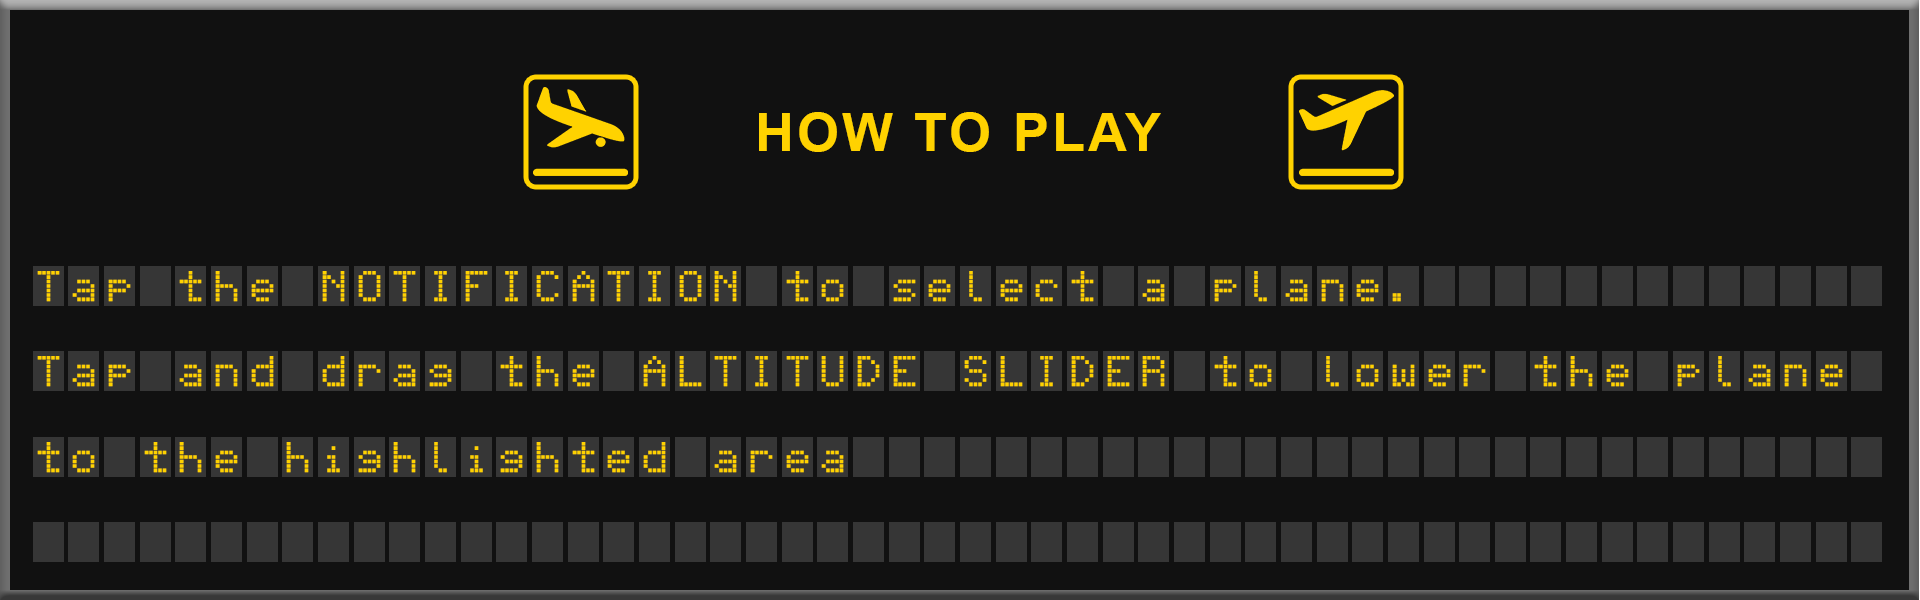 HOW TO PLAY
Tap the NOTIFICATION to select a plane.
Tap and drag the ALTITUDE SLIDER to lower the plane
to the highlighted area